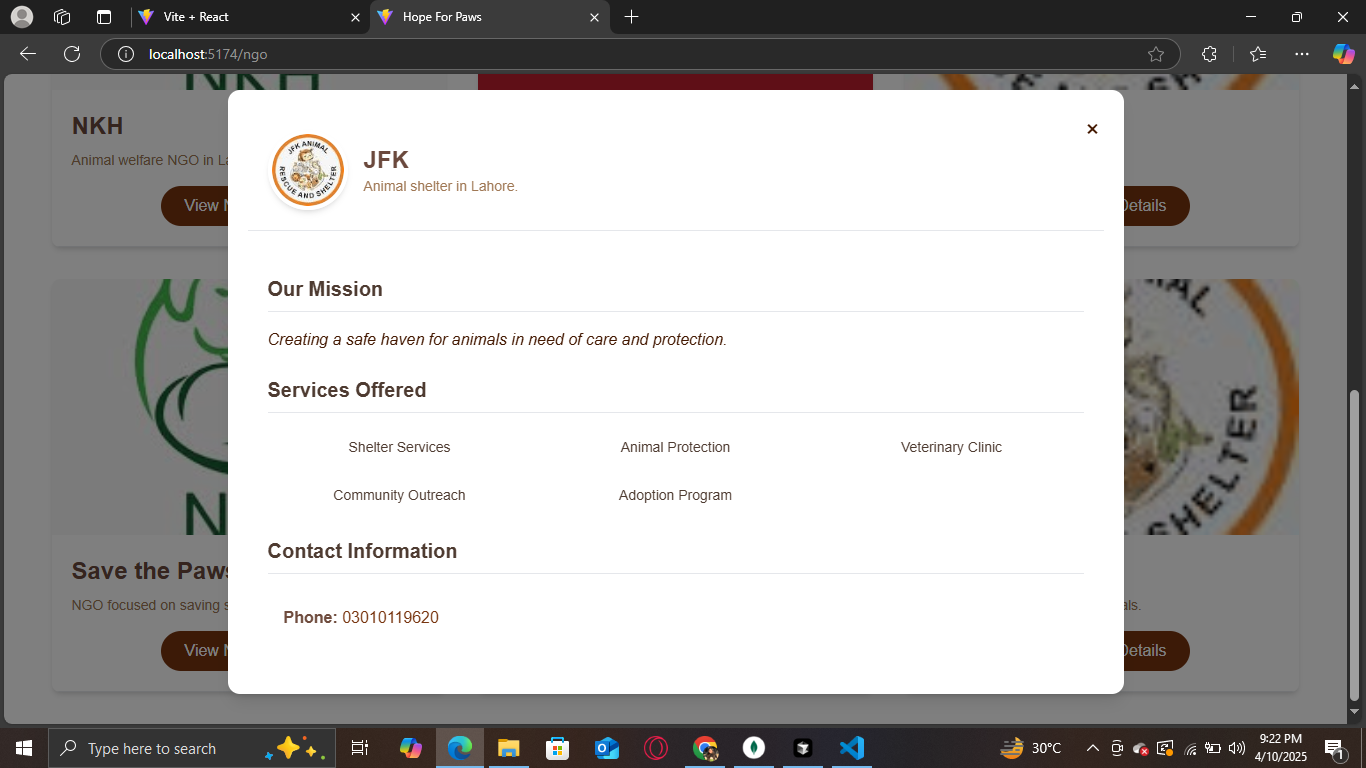 Vite + React
Hope For Paws
localhost:5174/ngo
NKH
NKH
Animal welfare NGO in La
View
Details
JFK ANIMAL
RESCUE AND SHELTER
JFK
Animal shelter in Lahore.
Our Mission
Creating a safe haven for animals in need of care and protection.
Services Offered
Shelter Services Animal Protection Veterinary Clinic
Community Outreach Adoption Program
SHELTER
Contact Information
Save the Paws
NGO focused on saving
als.
Phone: 03010119620
View
Details
Type here to search
30°C
9:22 PM
4/10/2025
1